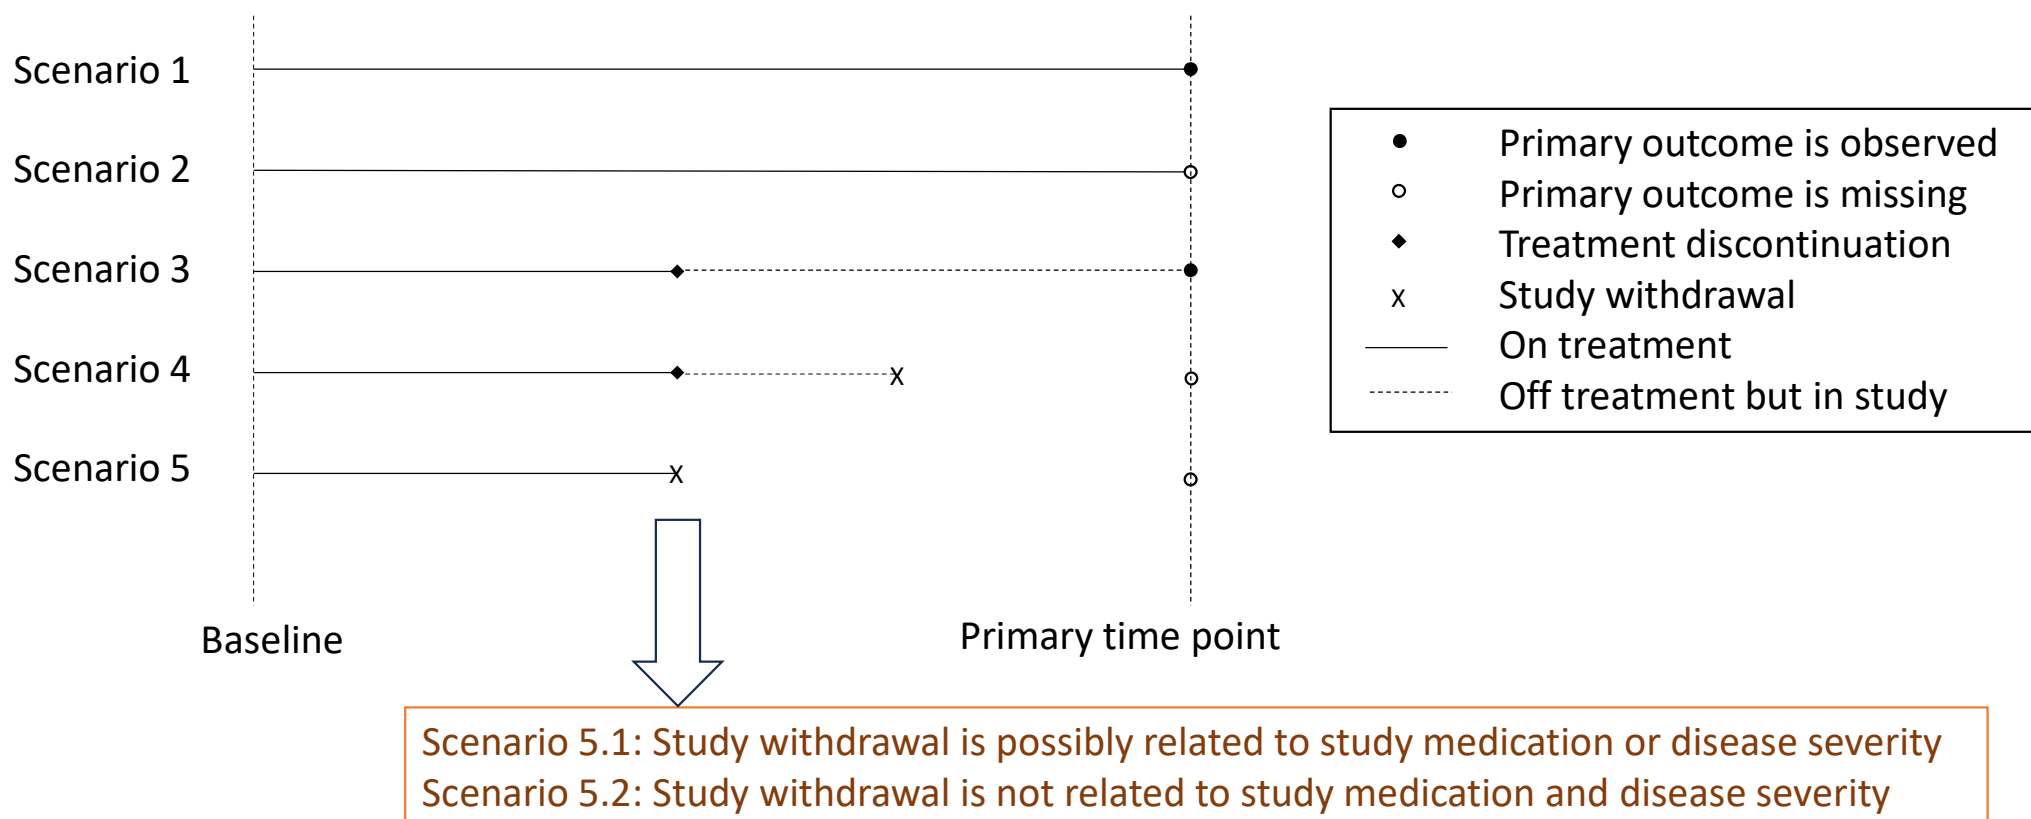 Scenario 1
Scenario 2
Scenario 3
Scenario 4
x
Scenario 5
x
Baseline
Primary time point
Primary outcome is observed
Primary outcome is missing
Treatment discontinuation
x Study withdrawal
On treatment
Off treatment but in study
Scenario 5.1: Study withdrawal is possibly related to study medication or disease severity
Scenario 5.2: Study withdrawal is not related to study medication and disease severity